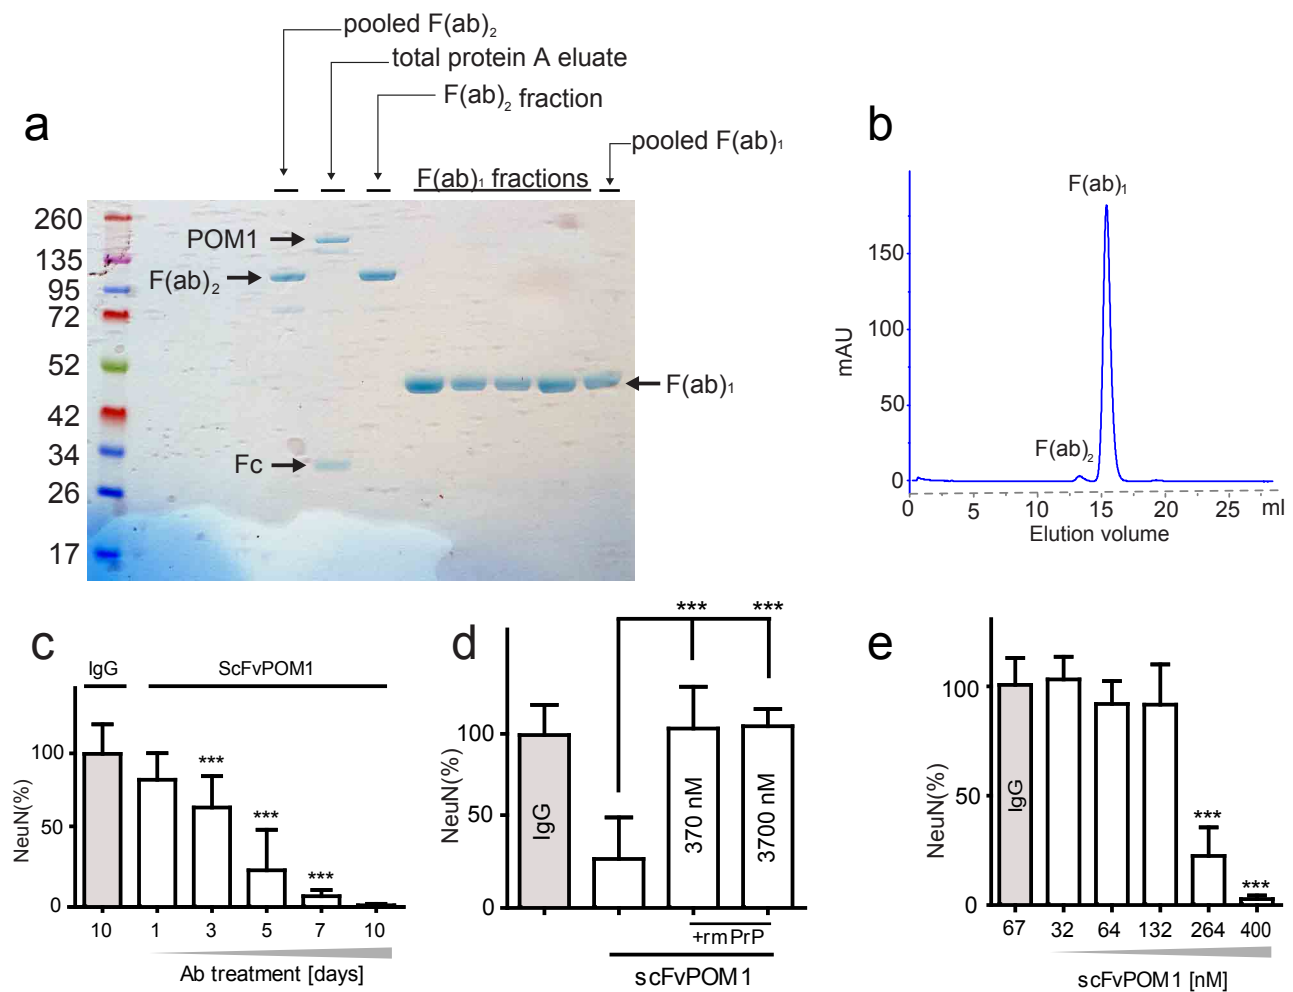 pooled F(ab)₂
total protein A eluate
F(ab)₂ fraction
a
pooled F(ab)₁
F(ab)₁ fractions
260
135
95
72
52
42
34
26
17
POM1
F(ab)₂
Fc
F(ab)₁
b
F(ab)₁
F(ab)₂
mAU
150
100
50
0
0 5 10 15 20 25 ml
Elution volume
c
IgG ScFvPOM1
NeuN(%)
100
50
0
***
***
***
10 1 3 5 7 10
Ab treatment [days]
d
*** ***
NeuN(%)
100
50
0
IgG
370 nM
3700 nM
+rmPrP
scFvPOM1
e
NeuN(%)
100
50
0
IgG
***
***
67 32 64 132 264 400
scFvPOM1 [nM]